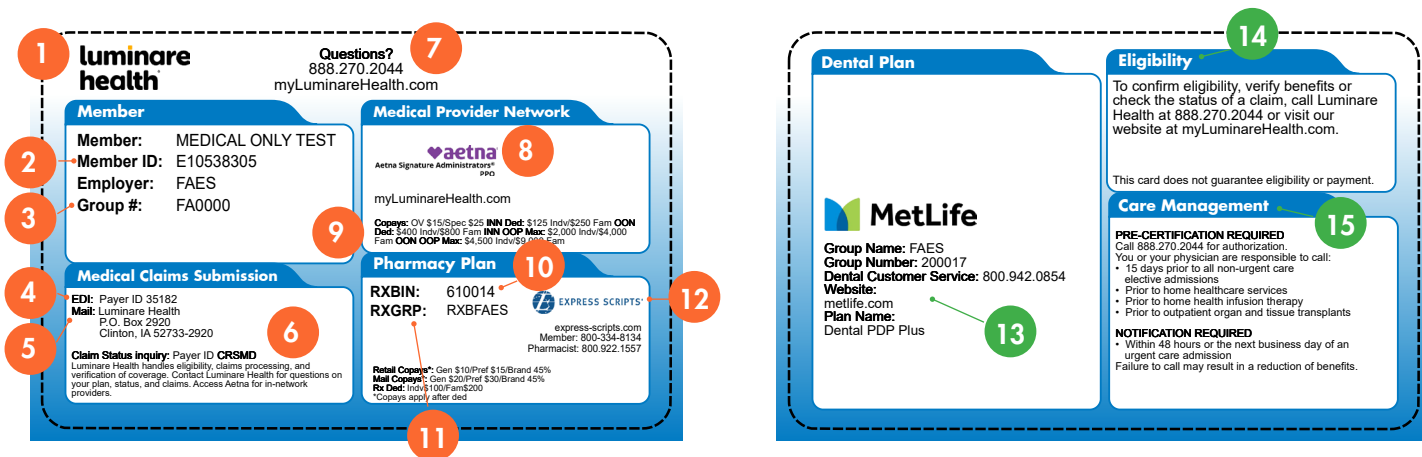 1
luminare
health
Questions?
888.270.2044
myLuminareHealth.com
7
Member
Member: MEDICAL ONLY TEST
2
Member ID: E10538305
Employer: FAES
3
Group #: FA0000
Medical Provider Network
aetna
8
Aetna Signature Administrators®
PPO
myLuminareHealth.com
9
Copays: OV $15/Spec $25 INN Ded: $125 Indv/$250 Fam OON
Ded: $400 Indv/$800 Fam INN OOP Max: $2,000 Indv/$4,000
Fam OON OOP Max: $4,500 Indv/$9,000 Fam
Medical Claims Submission
4
EDI: Payer ID 35182
5
Mail: Luminare Health
P.O. Box 2920
Clinton, IA 52733-2920
6
Claim Status inquiry: Payer ID CRSMD
Luminare Health handles eligibility, claims processing, and
verification of coverage. Contact Luminare Health for questions on
your plan, status, and claims. Access Aetna for in-network
providers.
Pharmacy Plan
10
RXBIN: 610014
RXGRP: RXBFAES
EXPRESS SCRIPTS®
12
express-scripts.com
Member: 800-334-8134
Pharmacist: 800.922.1557
Retail Copays*: Gen $10/Pref $15/Brand 45%
Mail Copays*: Gen $20/Pref $30/Brand 45%
Rx Ded: Indv$100/Fam$200
*Copays apply after ded
11
Dental Plan
MetLife
Group Name: FAES
Group Number: 200017
Dental Customer Service: 800.942.0854
Website:
metlife.com
Plan Name:
Dental PDP Plus
13
14
Eligibility
To confirm eligibility, verify benefits or
check the status of a claim, call Luminare
Health at 888.270.2044 or visit our
website at myLuminareHealth.com.
This card does not guarantee eligibility or payment.
Care Management
15
PRE-CERTIFICATION REQUIRED
Call 888.270.2044 for authorization.
You or your physician are responsible to call:
• 15 days prior to all non-urgent care
elective admissions
• Prior to home healthcare services
• Prior to home health infusion therapy
• Prior to outpatient organ and tissue transplants
NOTIFICATION REQUIRED
• Within 48 hours or the next business day of an
urgent care admission
Failure to call may result in a reduction of benefits.